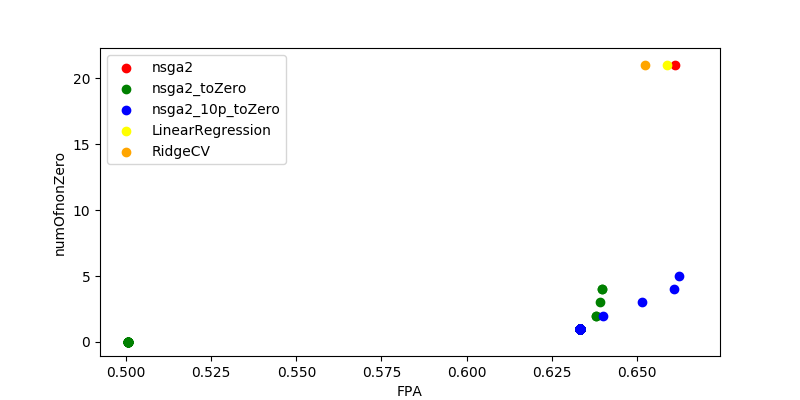 nsga2
nsga2_toZero
nsga2_10p_toZero
LinearRegression
RidgeCV
numOfnonZero
20
15
10
5
0
0.500 0.525 0.550 0.575 0.600 0.625 0.650
FPA